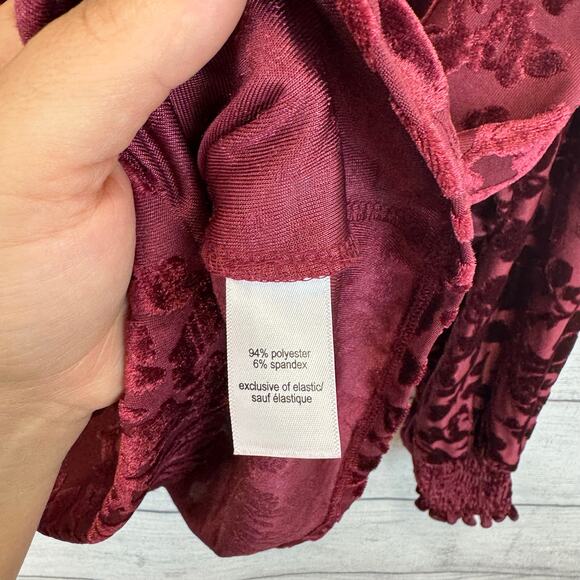 94% polyester
6% spandex
exclusive of elastic/
sauf élastique